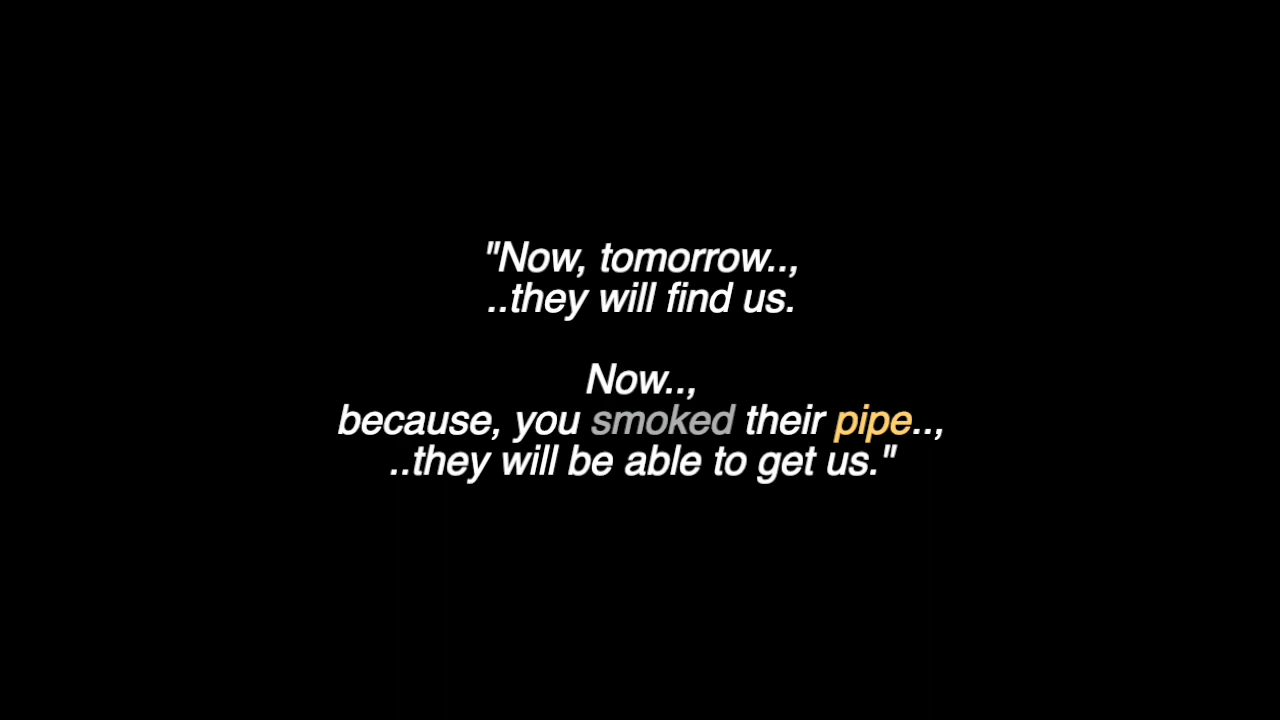 "Now, tomorrow..,
..they will find us.
Now..,
because, you smoked their pipe..,
..they will be able to get us."